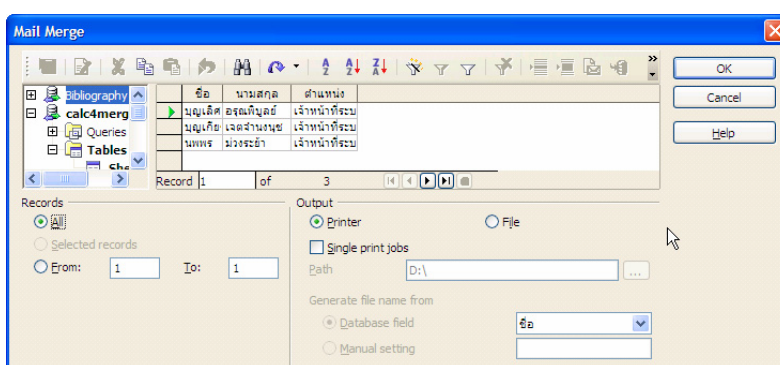 Mail Merge
OK
Cancel
Help
Bibliography
calc4merg
Queries
Tables
ชื่อ นามสกุล ตำแหน่ง
บุญเลิศ อรุณพิบูลย์ เจ้าหน้าที่ระบ
บุญเกีย เจตจำนงนุช เจ้าหน้าที่ระบ
นพพร ม่วงระย้า เจ้าหน้าที่ระบ
Record 1 of 3
Records
All
Selected records
From: 1 To: 1
Output
Printer File
Single print jobs
Path D:\ ...
Generate file name from
Database field ชื่อ
Manual setting